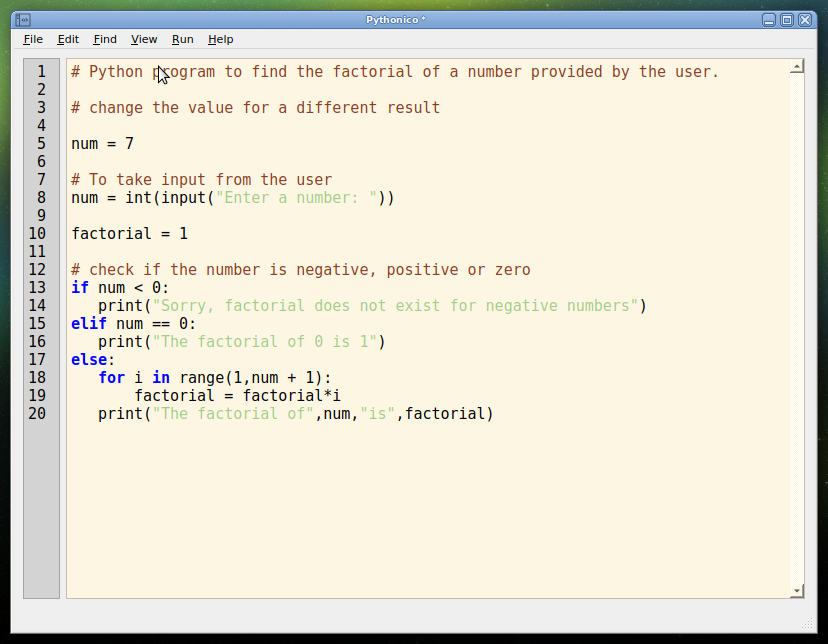 Pythonico *
File Edit Find View Run Help
1 # Python program to find the factorial of a number provided by the user.
2
3 # change the value for a different result
4
5 num = 7
6
7 # To take input from the user
8 num = int(input("Enter a number: "))
9
10 factorial = 1
11
12 # check if the number is negative, positive or zero
13 if num < 0:
14    print("Sorry, factorial does not exist for negative numbers")
15 elif num == 0:
16    print("The factorial of 0 is 1")
17 else:
18    for i in range(1,num + 1):
19        factorial = factorial*i
20    print("The factorial of",num,"is",factorial)